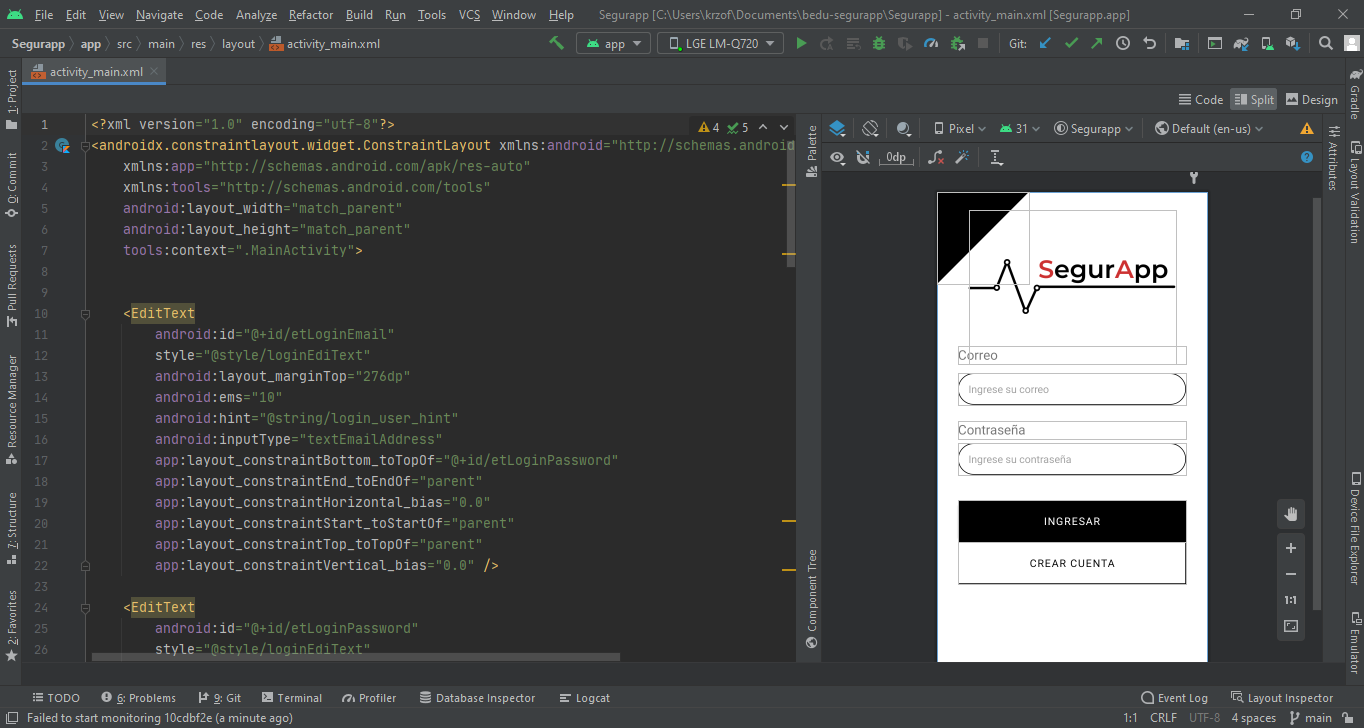 File Edit View Navigate Code Analyze Refactor Build Run Tools VCS Window Help Segurapp [C:\Users\krzof\Documents\bedu-segurapp\Segurapp] - activity_main.xml [Segurapp.app]
Segurapp app src main res layout activity_main.xml app LGE LM-Q720 Git:
activity_main.xml
Code Split Design
1: Project
0: Commit
Pull Requests
Resource Manager
7: Structure
2: Favorites
1 <?xml version="1.0" encoding="utf-8"?>
2 <androidx.constraintlayout.widget.ConstraintLayout xmlns:android="http://schemas.android
3 xmlns:app="http://schemas.android.com/apk/res-auto"
4 xmlns:tools="http://schemas.android.com/tools"
5 android:layout_width="match_parent"
6 android:layout_height="match_parent"
7 tools:context=".MainActivity">
8
9
10 <EditText
11 android:id="@+id/etLoginEmail"
12 style="@style/loginEdiText"
13 android:layout_marginTop="276dp"
14 android:ems="10"
15 android:hint="@string/login_user_hint"
16 android:inputType="textEmailAddress"
17 app:layout_constraintBottom_toTopOf="@+id/etLoginPassword"
18 app:layout_constraintEnd_toEndOf="parent"
19 app:layout_constraintHorizontal_bias="0.0"
20 app:layout_constraintStart_toStartOf="parent"
21 app:layout_constraintTop_toTopOf="parent"
22 app:layout_constraintVertical_bias="0.0" />
23
24 <EditText
25 android:id="@+id/etLoginPassword"
26 style="@style/loginEdiText"
4 5
Palette
Component Tree
Pixel 31 Segurapp Default (en-us)
0dp
SegurApp
Correo
Ingrese su correo
Contraseña
Ingrese su contraseña
INGRESAR
CREAR CUENTA
1:1
Attributes
Gradle
Layout Validation
Device File Explorer
Emulator
TODO 6: Problems 9: Git Terminal Profiler Database Inspector Logcat Event Log Layout Inspector
Failed to start monitoring 10cdbf2e (a minute ago) 1:1 CRLF UTF-8 4 spaces main